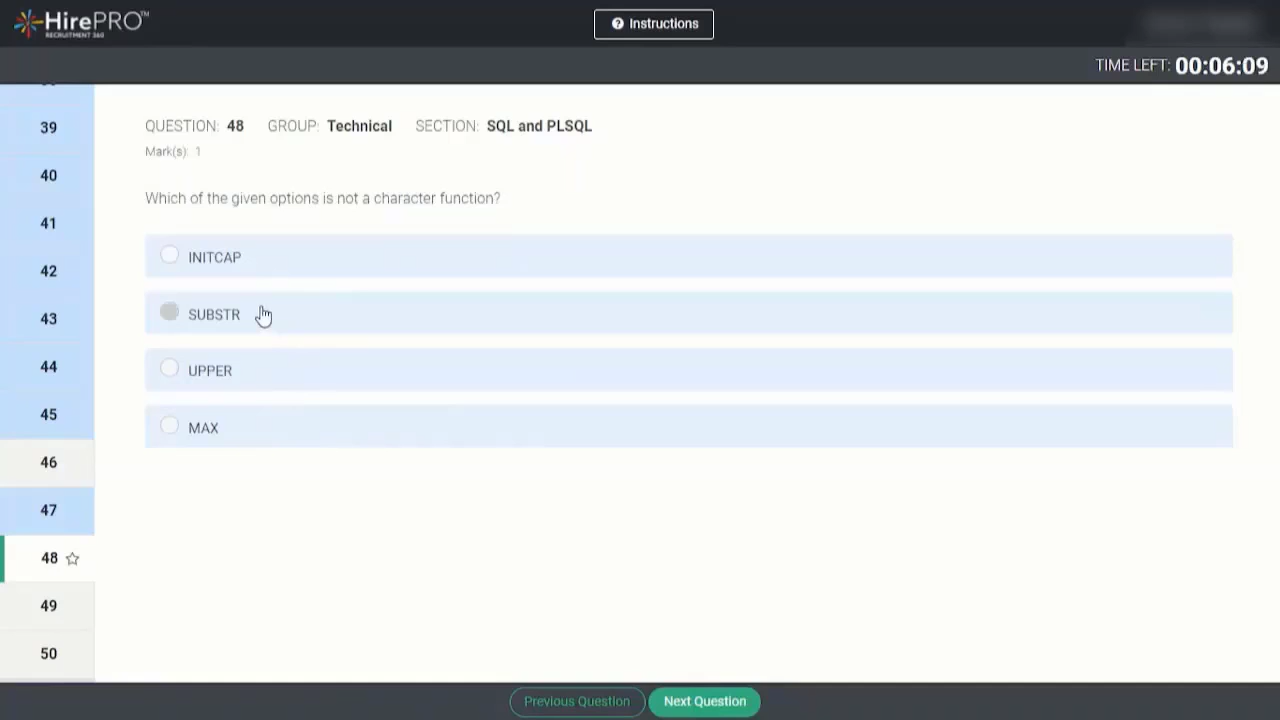 HirePRO™
RECRUITMENT 360
Instructions
TIME LEFT: 00:06:09
39
40
41
42
43
44
45
46
47
48
49
50
QUESTION: 48 GROUP: Technical SECTION: SQL and PLSQL
Mark(s): 1
Which of the given options is not a character function?
INITCAP
SUBSTR
UPPER
MAX
Previous Question
Next Question